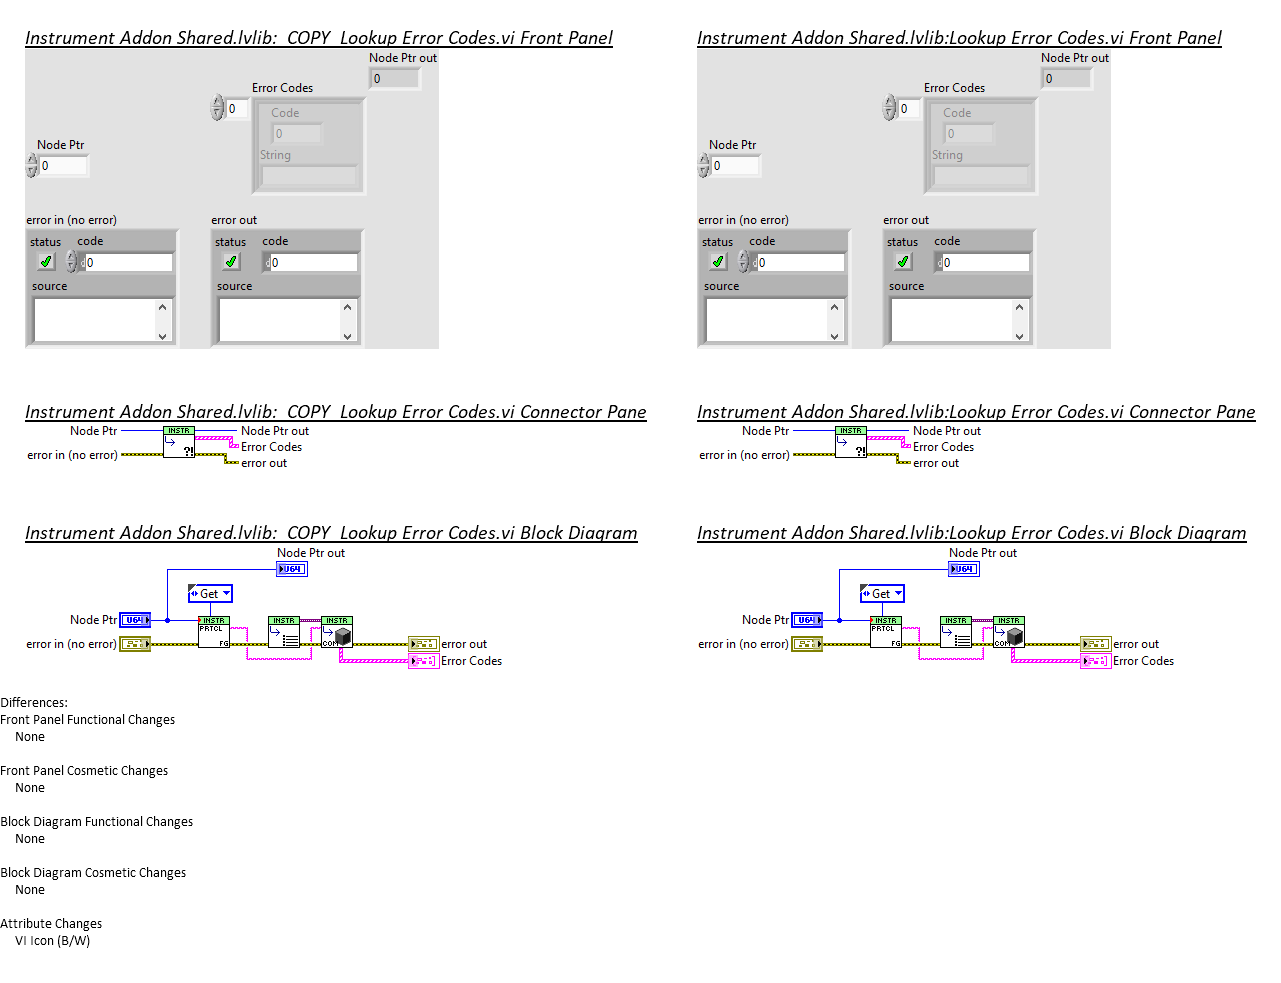 Instrument Addon Shared.lvlib:  COPY  Lookup Error Codes.vi Front Panel
Node Ptr out
0
Error Codes
0
Code
0
String
Node Ptr
0
error in (no error)
status code
0
source
error out
status code
0
source
Instrument Addon Shared.lvlib:Lookup Error Codes.vi Front Panel
Node Ptr out
0
Error Codes
0
Code
0
String
Node Ptr
0
error in (no error)
status code
0
source
error out
status code
0
source
Instrument Addon Shared.lvlib:  COPY  Lookup Error Codes.vi Connector Pane
Node Ptr
INSTR
?!
Node Ptr out
Error Codes
error in (no error)
error out
Instrument Addon Shared.lvlib:Lookup Error Codes.vi Connector Pane
Node Ptr
INSTR
?!
Node Ptr out
Error Codes
error in (no error)
error out
Instrument Addon Shared.lvlib:  COPY  Lookup Error Codes.vi Block Diagram
Node Ptr out
U64
Get
Node Ptr
U64
INSTR
PRTCL
FG
INSTR
INSTR
COM
error in (no error)
error out
Error Codes
Instrument Addon Shared.lvlib:Lookup Error Codes.vi Block Diagram
Node Ptr out
U64
Get
Node Ptr
U64
INSTR
PRTCL
FG
INSTR
INSTR
COM
error in (no error)
error out
Error Codes
Differences:
Front Panel Functional Changes
None
Front Panel Cosmetic Changes
None
Block Diagram Functional Changes
None
Block Diagram Cosmetic Changes
None
Attribute Changes
VI Icon (B/W)